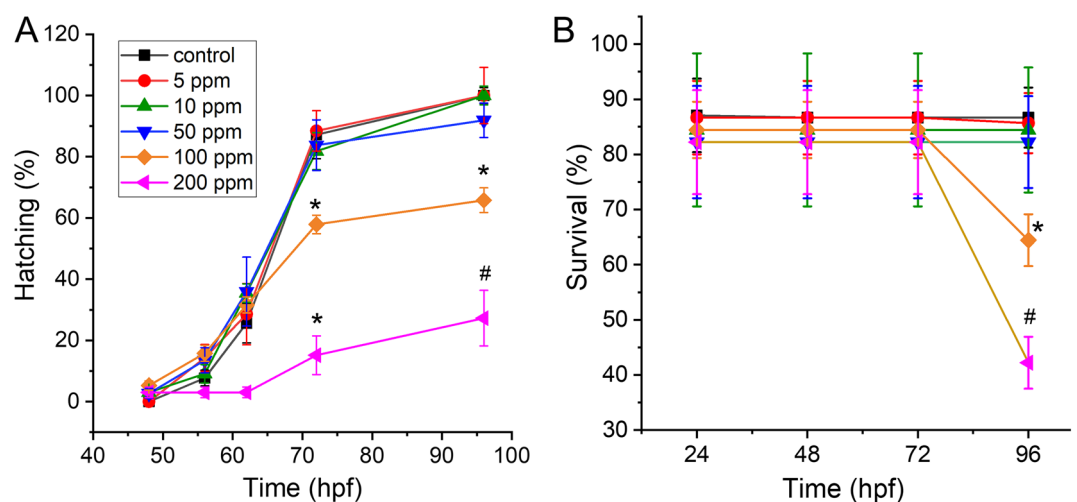 A
Hatching (%)
120
100
80
60
40
20
0
control
5 ppm
10 ppm
50 ppm
100 ppm
200 ppm
*
*
*
#
40 50 60 70 80 90 100
Time (hpf)
B
Survival (%)
100
90
80
70
60
50
40
30
*
#
24 48 72 96
Time (hpf)